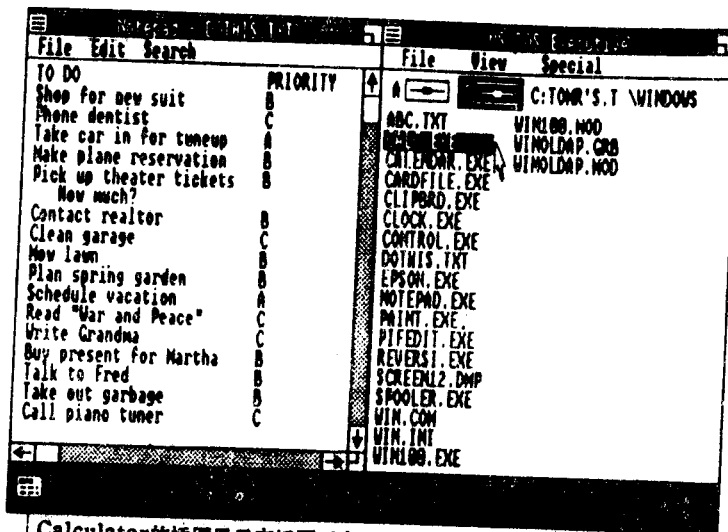 File Edit Search
TO DO PRIORITY
Shop for new suit B
Phone dentist C
Take car in for tuneup A
Make plane reservation B
Pick up theater tickets B
How much?
Contact realtor B
Clean garage C
Mow lawn B
Plan spring garden B
Schedule vacation A
Read "War and Peace" C
Write Grandma C
Buy present for Martha B
Talk to Fred B
Take out garbage B
Call piano tuner C
File View Special
A C:TOMR'S.T \WINDOWS
ABC.TXT WIN100.MOD
WINOLDAP.GRB
WINOLDAP.MOD
CARDFILE.EXE
CLIPBRD.EXE
CLOCK.EXE
CONTROL.EXE
DOTHIS.TXT
EPSON.EXE
NOTEPAD.EXE
PAINT.EXE
PIFEDIT.EXE
REVERSI.EXE
SCREEN12.DMP
SPOOLER.EXE
WIN.COM
WIN.INI
WIN100.EXE
Calculator